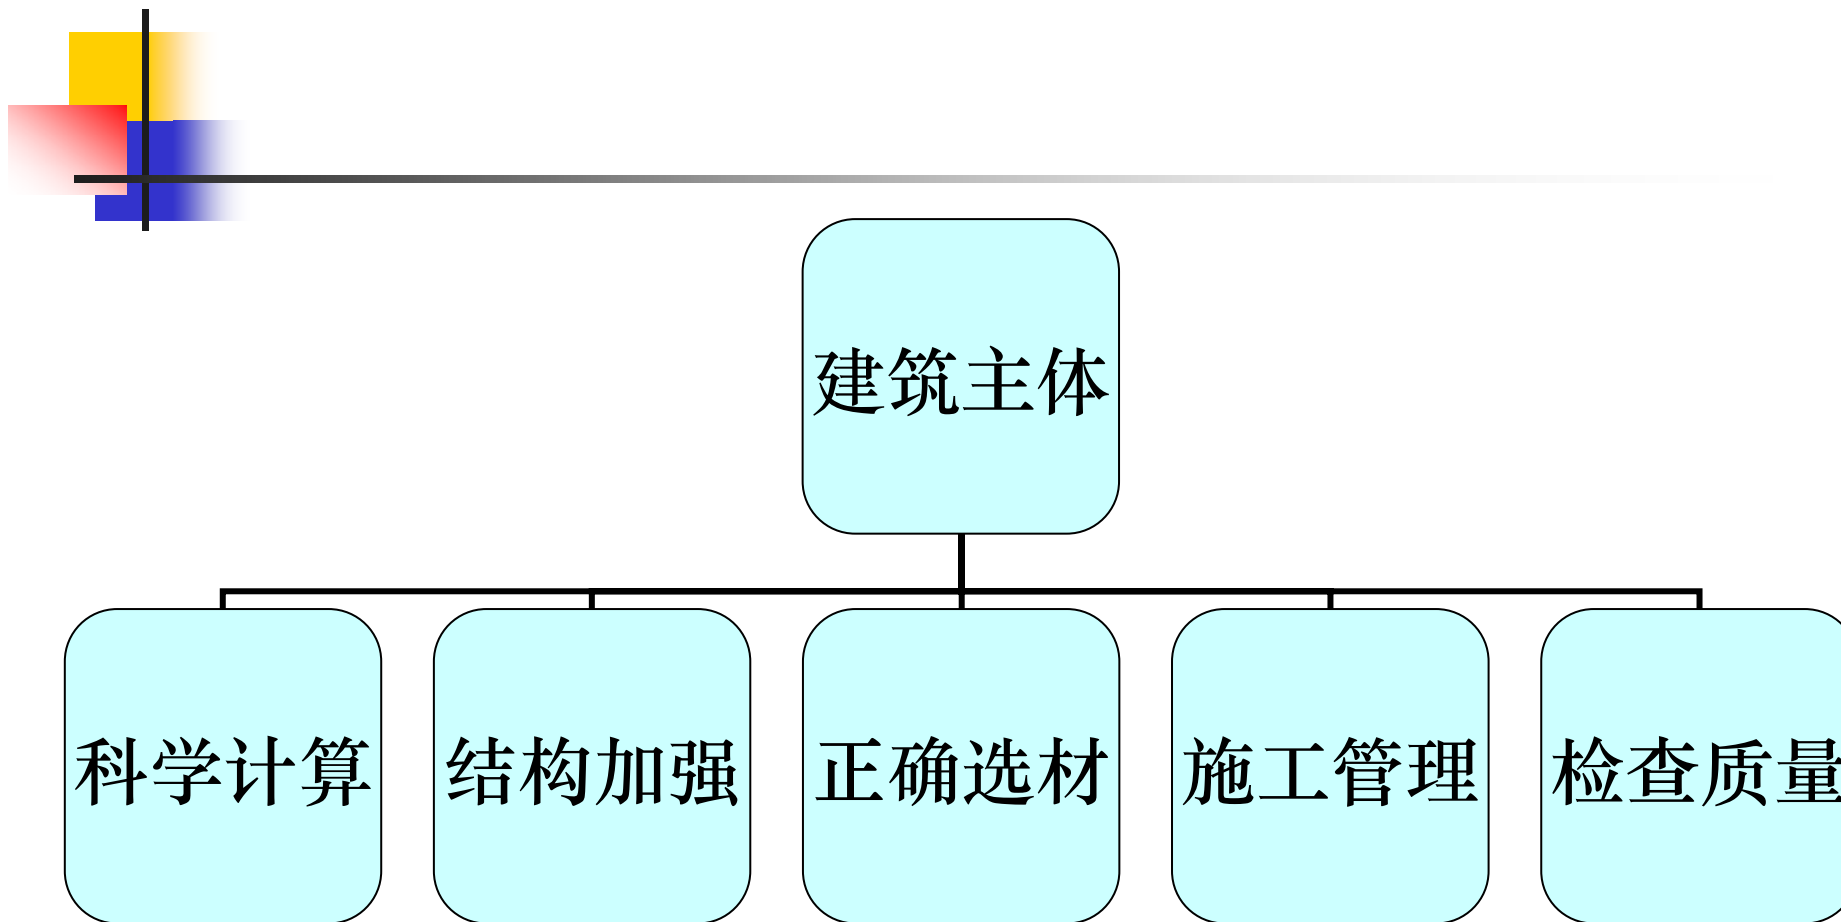 建筑主体
科学计算
结构加强
正确选材
施工管理
检查质量